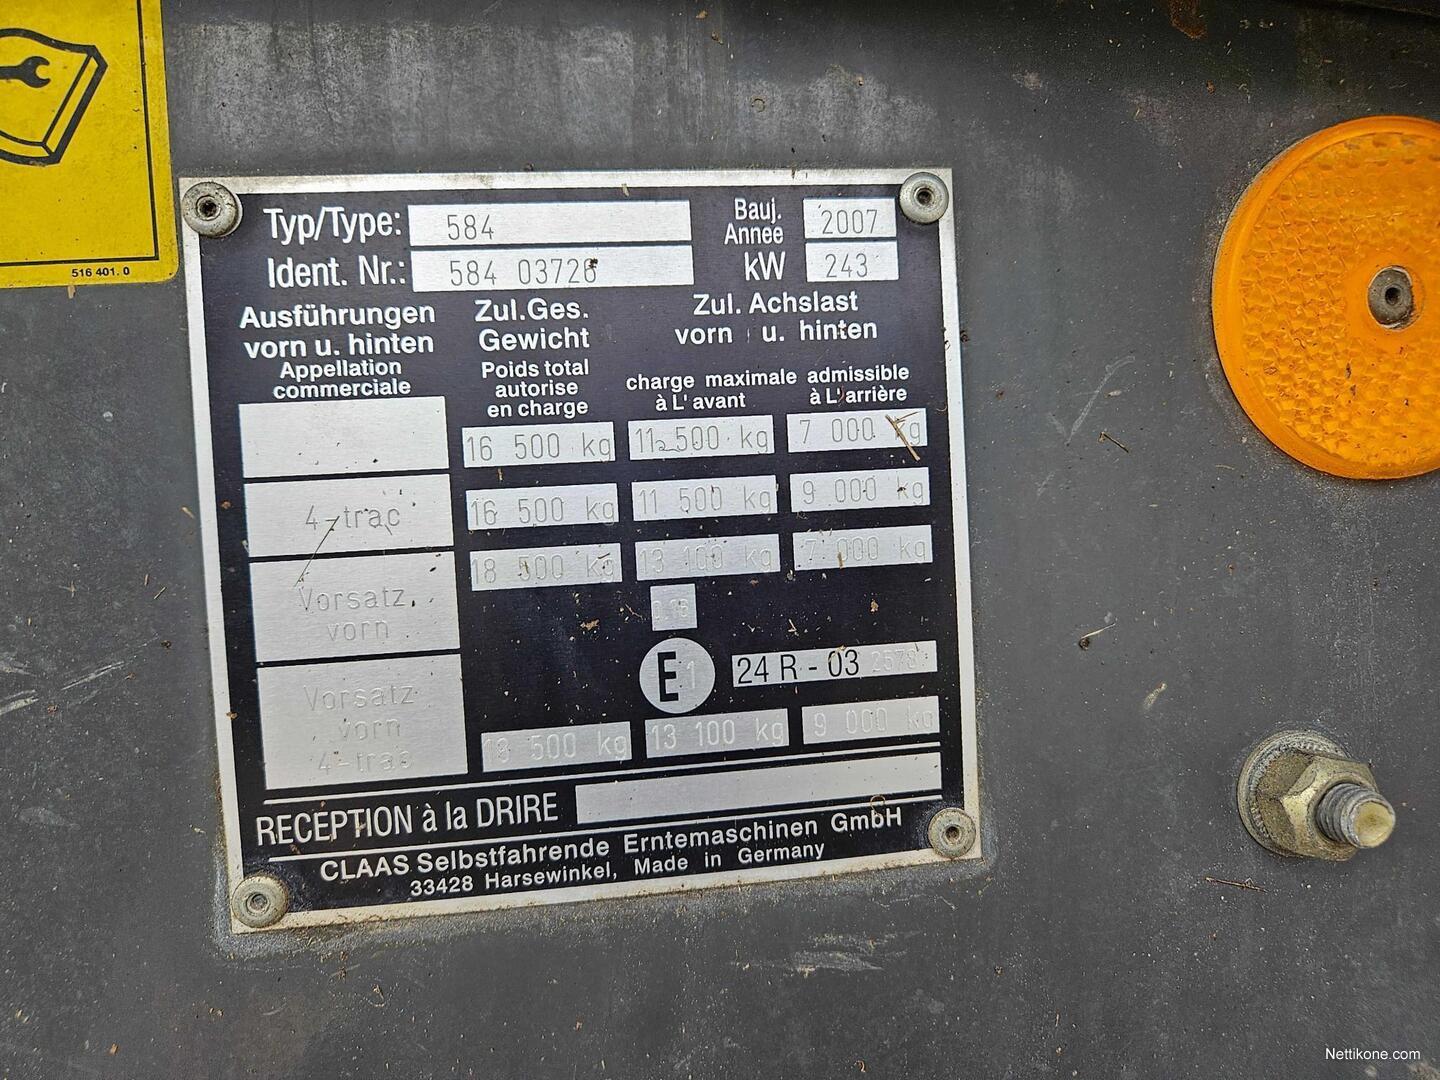 516 401. 0
Typ/Type: 584
Bauj. Annee 2007
Ident. Nr.: 584 03726
kW 243
Ausführungen vorn u. hinten
Appellation commerciale
Zul.Ges. Gewicht
Poids total autorise en charge
Zul. Achslast vorn u. hinten
charge maximale admissible
à L' avant à L' arrière
16 500 kg 11 500 kg 7 000 kg
4-trac 16 500 kg 11 500 kg 9 000 kg
18 500 kg 13 100 kg 7 000 kg
Vorsatz
vorn
E 1 24 R - 03
Vorsatz
vorn
4-trac
18 500 kg 13 100 kg 9 000 kg
RECEPTION à la DRIRE
CLAAS Selbstfahrende Erntemaschinen GmbH
33428 Harsewinkel, Made in Germany
Nettikone.com